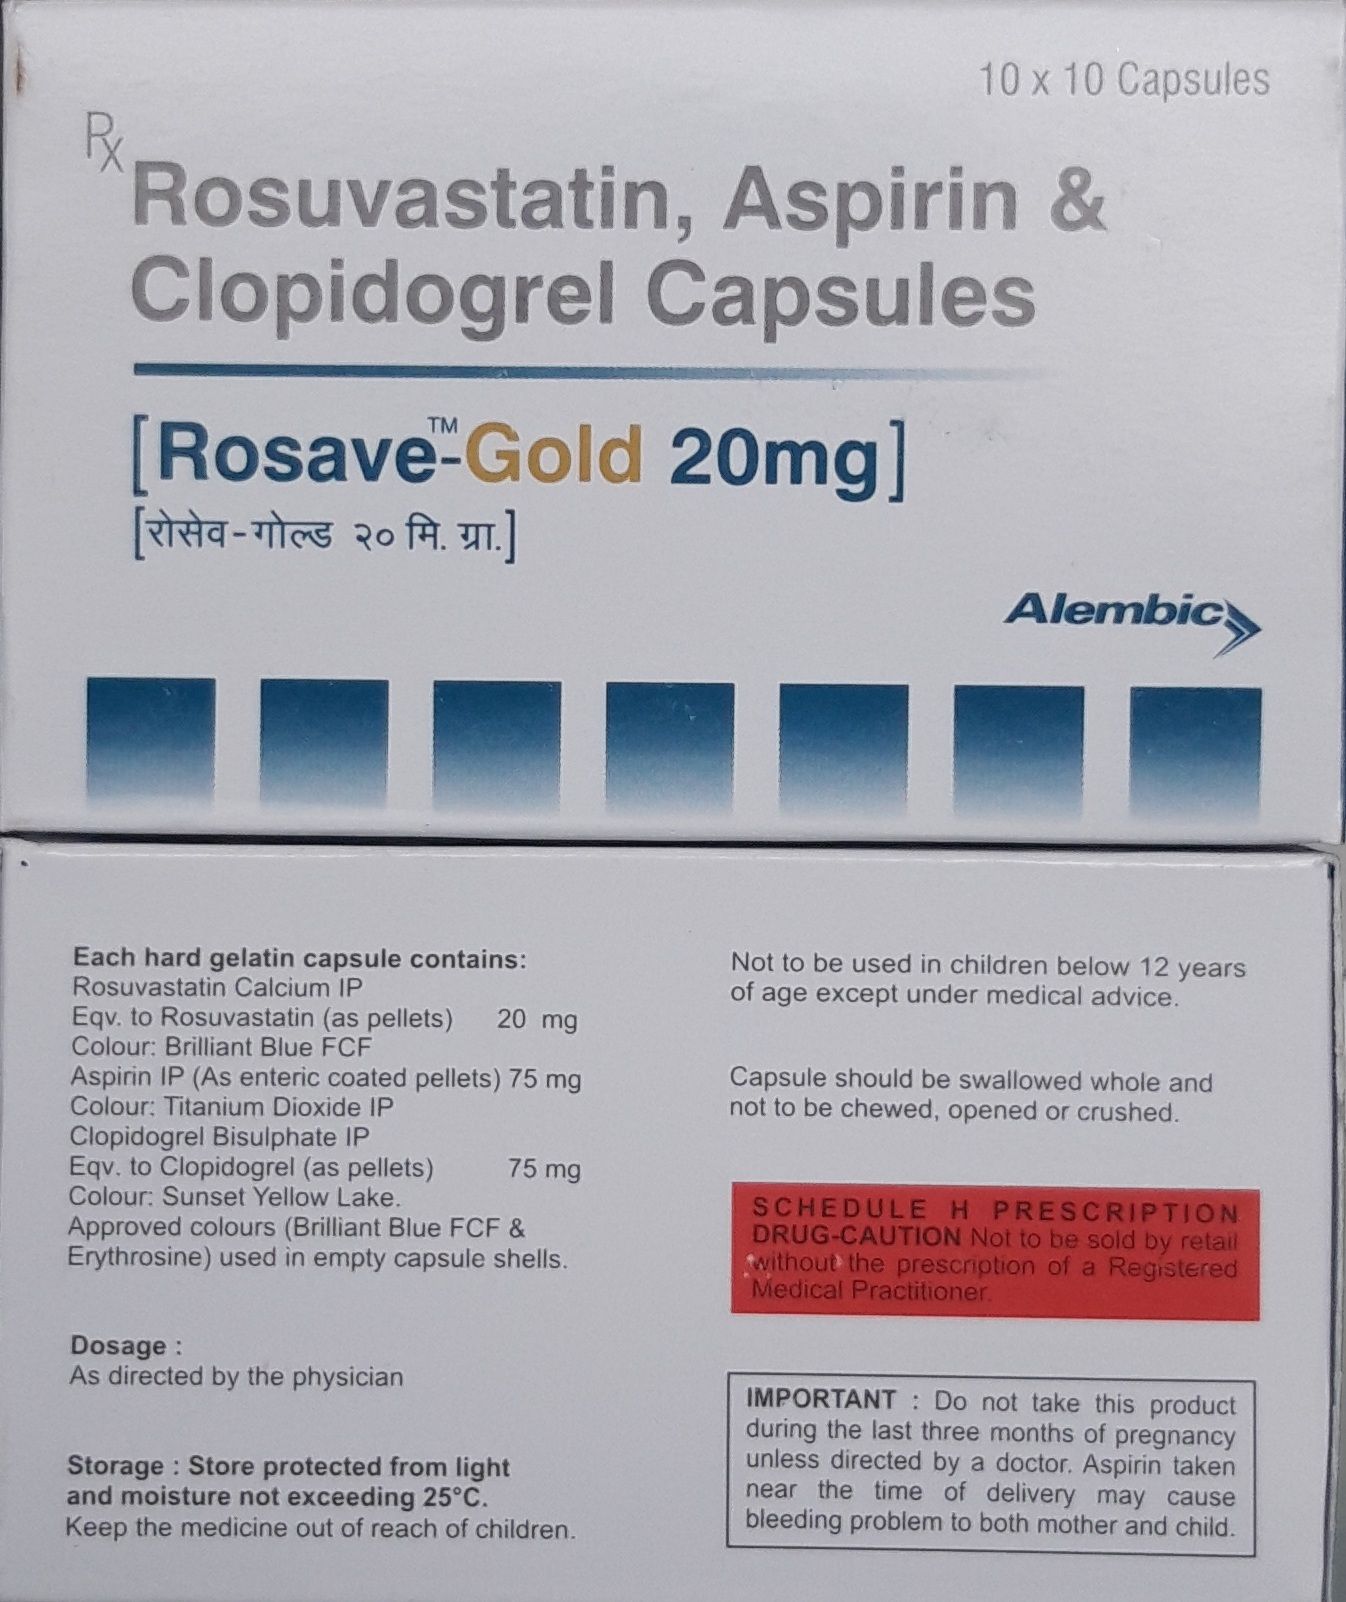 10 x 10 Capsules
Rx
Rosuvastatin, Aspirin &
Clopidogrel Capsules
[Rosave™-Gold 20mg]
[रोसेव-गोल्ड २० मि. ग्रा.]
Alembic
Each hard gelatin capsule contains:
Rosuvastatin Calcium IP
Eqv. to Rosuvastatin (as pellets) 20 mg
Colour: Brilliant Blue FCF
Aspirin IP (As enteric coated pellets) 75 mg
Colour: Titanium Dioxide IP
Clopidogrel Bisulphate IP
Eqv. to Clopidogrel (as pellets) 75 mg
Colour: Sunset Yellow Lake.
Approved colours (Brilliant Blue FCF &
Erythrosine) used in empty capsule shells.
Dosage :
As directed by the physician
Storage : Store protected from light
and moisture not exceeding 25°C.
Keep the medicine out of reach of children.
Not to be used in children below 12 years
of age except under medical advice.
Capsule should be swallowed whole and
not to be chewed, opened or crushed.
SCHEDULE H PRESCRIPTION
DRUG-CAUTION Not to be sold by retail
without the prescription of a Registered
Medical Practitioner.
IMPORTANT : Do not take this product
during the last three months of pregnancy
unless directed by a doctor. Aspirin taken
near the time of delivery may cause
bleeding problem to both mother and child.